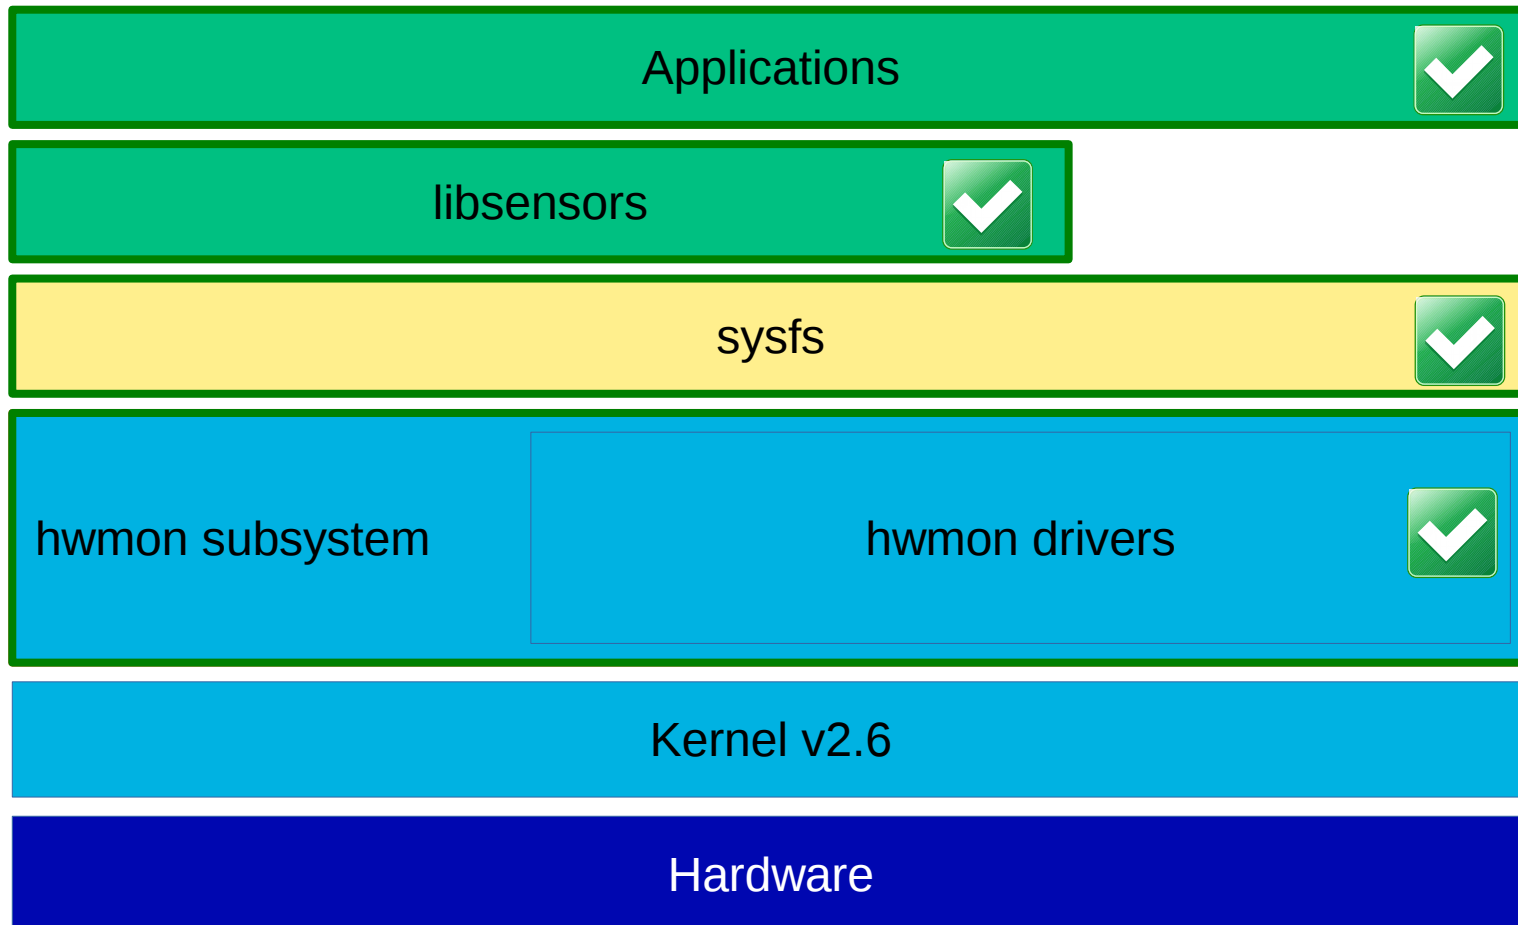 Applications
libsensors
sysfs
hwmon subsystem
hwmon drivers
Kernel v2.6
Hardware